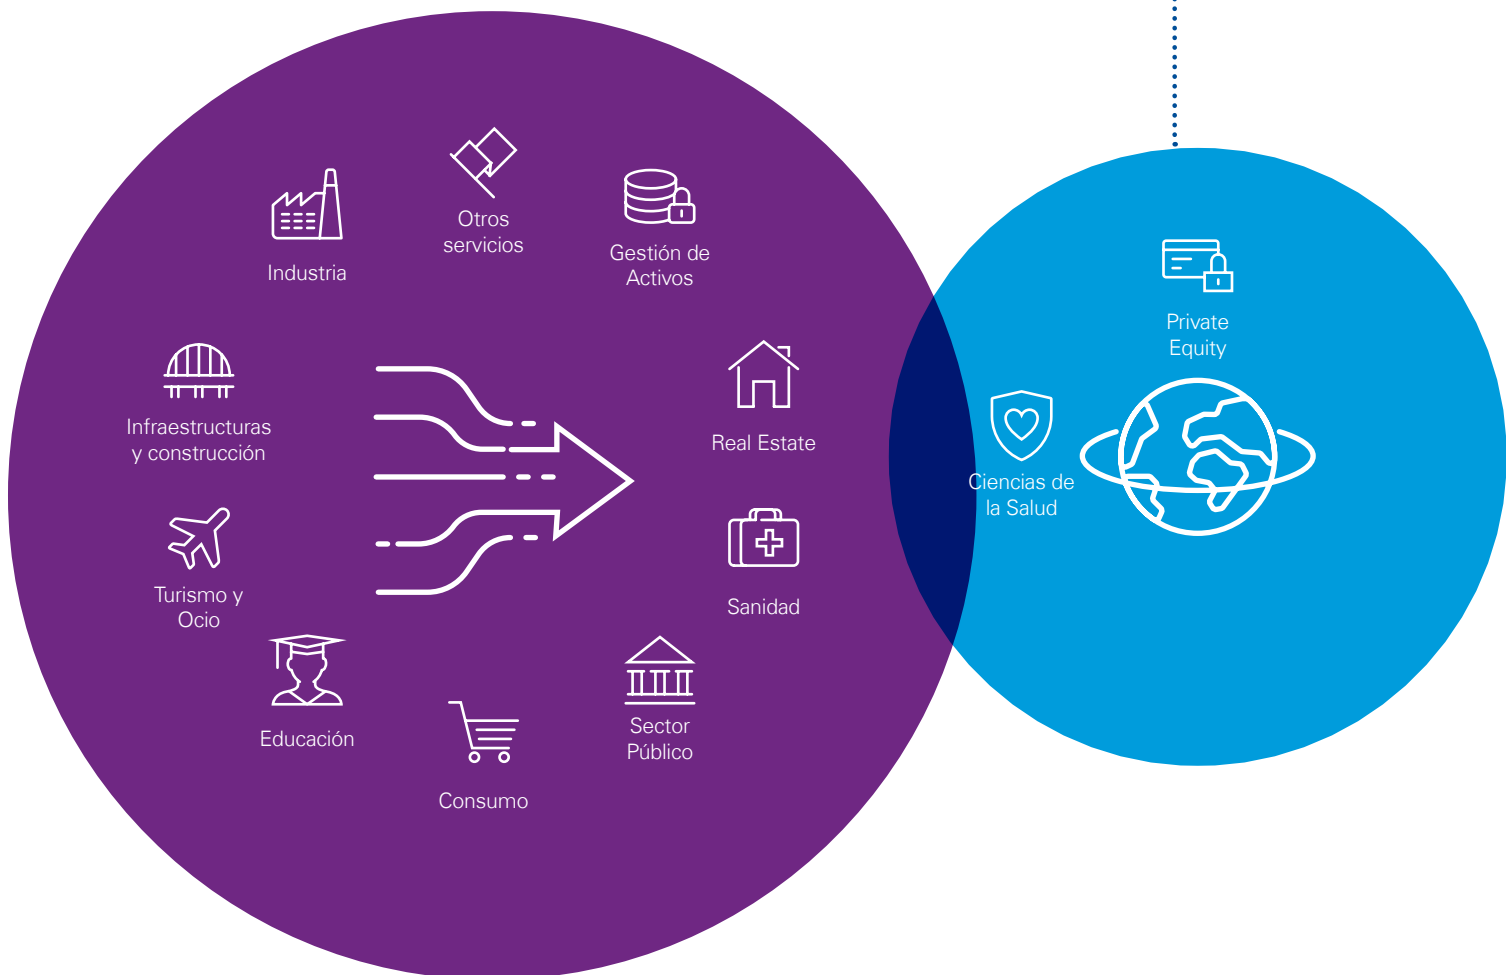 Otros
servicios
Gestión de
Activos
Industria
Infraestructuras
y construcción
Real Estate
Turismo y
Ocio
Sanidad
Educación
Sector
Público
Consumo
Private
Equity
Ciencias de
la Salud